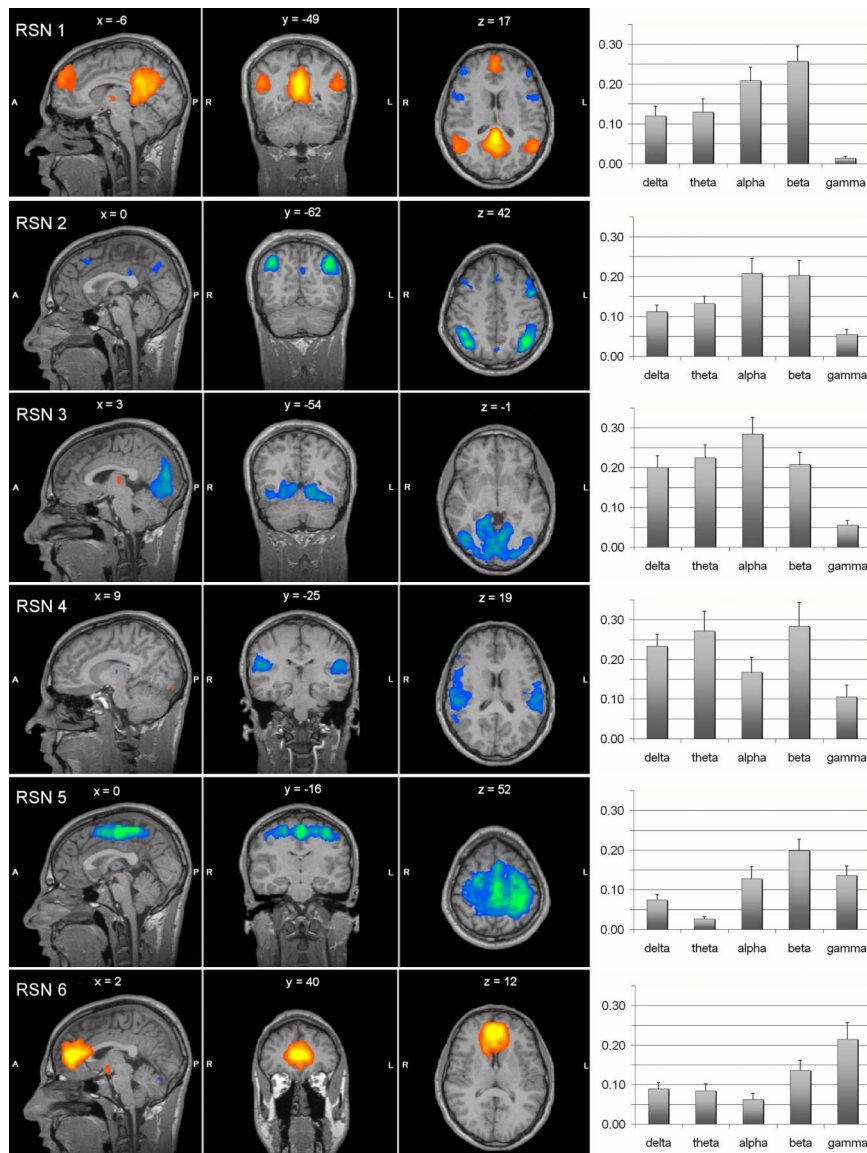 RSN 1
x = -6
y = -49
z = 17
A
P
R
L
R
L
0.30
0.20
0.10
0.00
delta theta alpha beta gamma
RSN 2
x = 0
y = -62
z = 42
A
P
R
L
R
L
0.30
0.20
0.10
0.00
delta theta alpha beta gamma
RSN 3
x = 3
y = -54
z = -1
A
P
R
L
R
L
0.30
0.20
0.10
0.00
delta theta alpha beta gamma
RSN 4
x = 9
y = -25
z = 19
A
P
R
L
R
L
0.30
0.20
0.10
0.00
delta theta alpha beta gamma
RSN 5
x = 0
y = -16
z = 52
A
P
R
L
R
L
0.30
0.20
0.10
0.00
delta theta alpha beta gamma
RSN 6
x = 2
y = 40
z = 12
A
P
R
L
R
L
0.30
0.20
0.10
0.00
delta theta alpha beta gamma